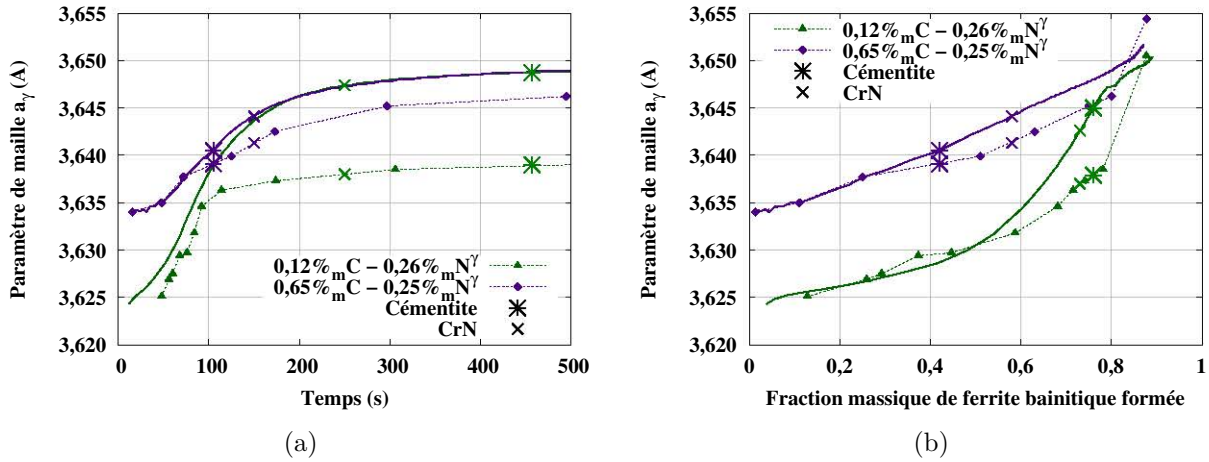 3,655
3,650
3,645
3,640
3,635
3,630
3,625
3,620
Paramètre de maille aγ (A)
0 100 200 300 400 500
Temps (s)
0,12%mC − 0,26%mNγ
0,65%mC − 0,25%mNγ
Cémentite
CrN
(a)
3,655
3,650
3,645
3,640
3,635
3,630
3,625
3,620
Paramètre de maille aγ (A)
0 0,2 0,4 0,6 0,8 1
Fraction massique de ferrite bainitique formée
0,12%mC − 0,26%mNγ
0,65%mC − 0,25%mNγ
Cémentite
CrN
(b)